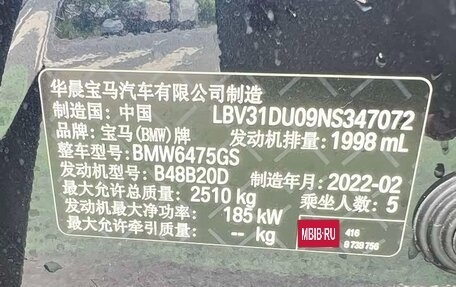 华晨宝马汽车有限公司制造
制造国：中国 LBV31DU09NS347072
品牌：宝马(BMW)牌 发动机排量：1998 mL
整车型号：BMW6475GS
发动机型号：B48B20D 制造年月：2022-02
最大允许总质量：2510 kg 乘坐人数：5
发动机最大净功率：185 kW
最大允许牵引质量：-- kg
MBIB.RU
416
8 738 756